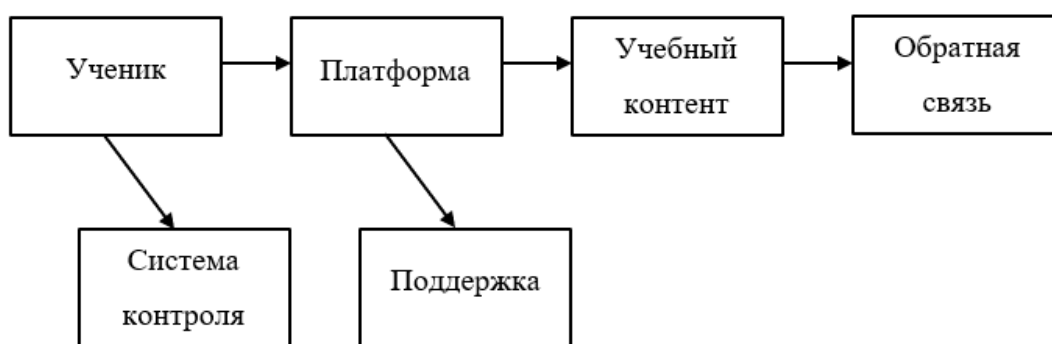 Ученик
Платформа
Учебный
контент
Обратная
связь
Система
контроля
Поддержка